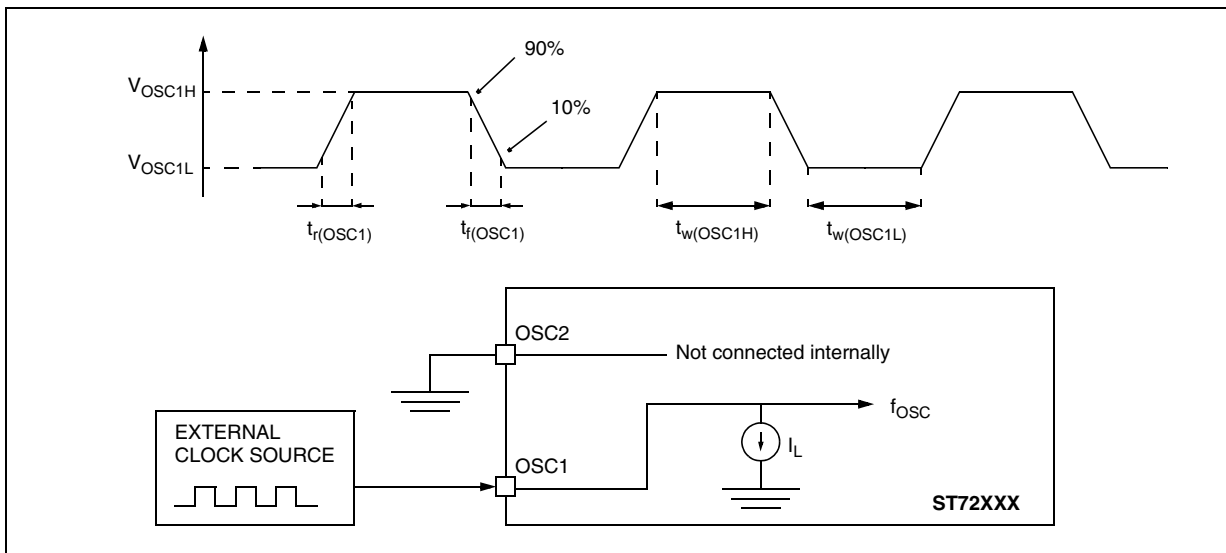 90%
V_OSC1H
10%
V_OSC1L
t_r(OSC1)
t_f(OSC1)
t_w(OSC1H)
t_w(OSC1L)
OSC2
Not connected internally
f_OSC
EXTERNAL
CLOCK SOURCE
I_L
OSC1
ST72XXX